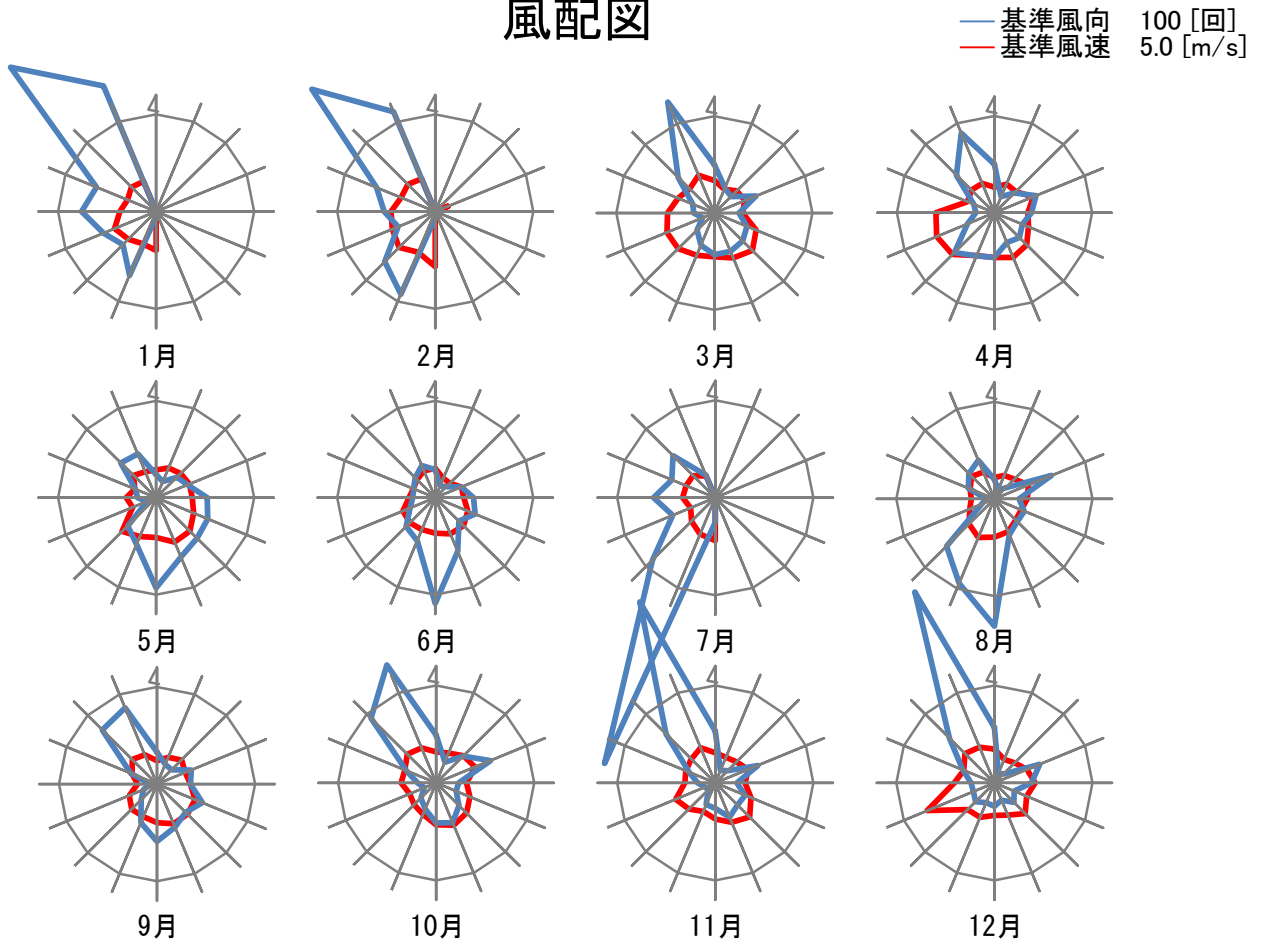 風配図
基準風向 100 [回]
基準風速 5.0 [m/s]
1月 2月 3月 4月
5月 6月 7月 8月
9月 10月 11月 12月